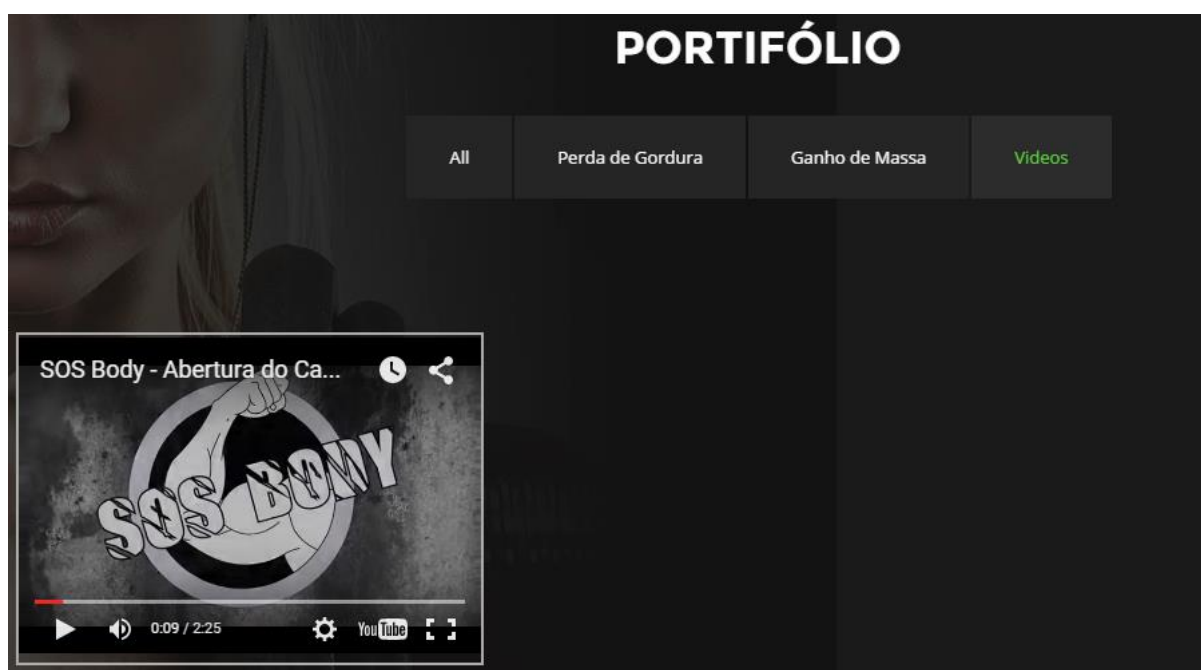 PORTIFÓLIO
All Perda de Gordura Ganho de Massa Videos
SOS Body - Abertura do Ca...
SOS BODY
0:09 / 2:25 YouTube